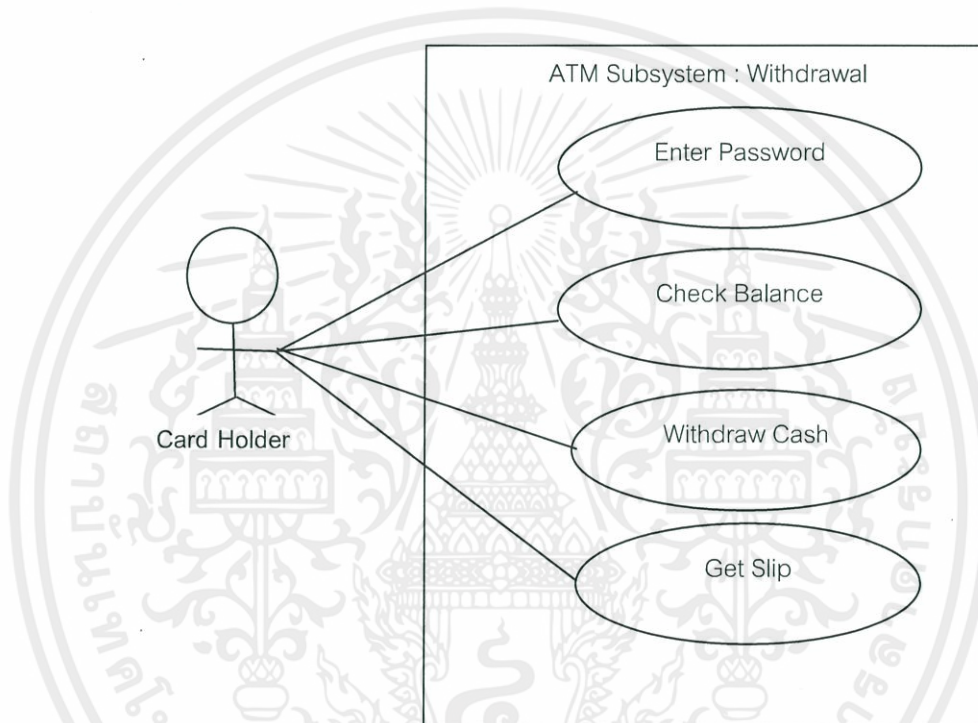 ATM Subsystem : Withdrawal
Enter Password
Check Balance
Card Holder
Withdraw Cash
Get Slip